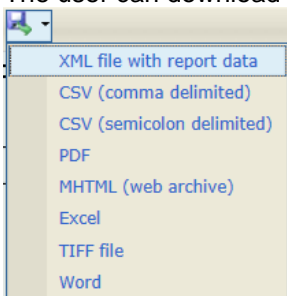 The user can download
XML file with report data
CSV (comma delimited)
CSV (semicolon delimited)
PDF
MHTML (web archive)
Excel
TIFF file
Word